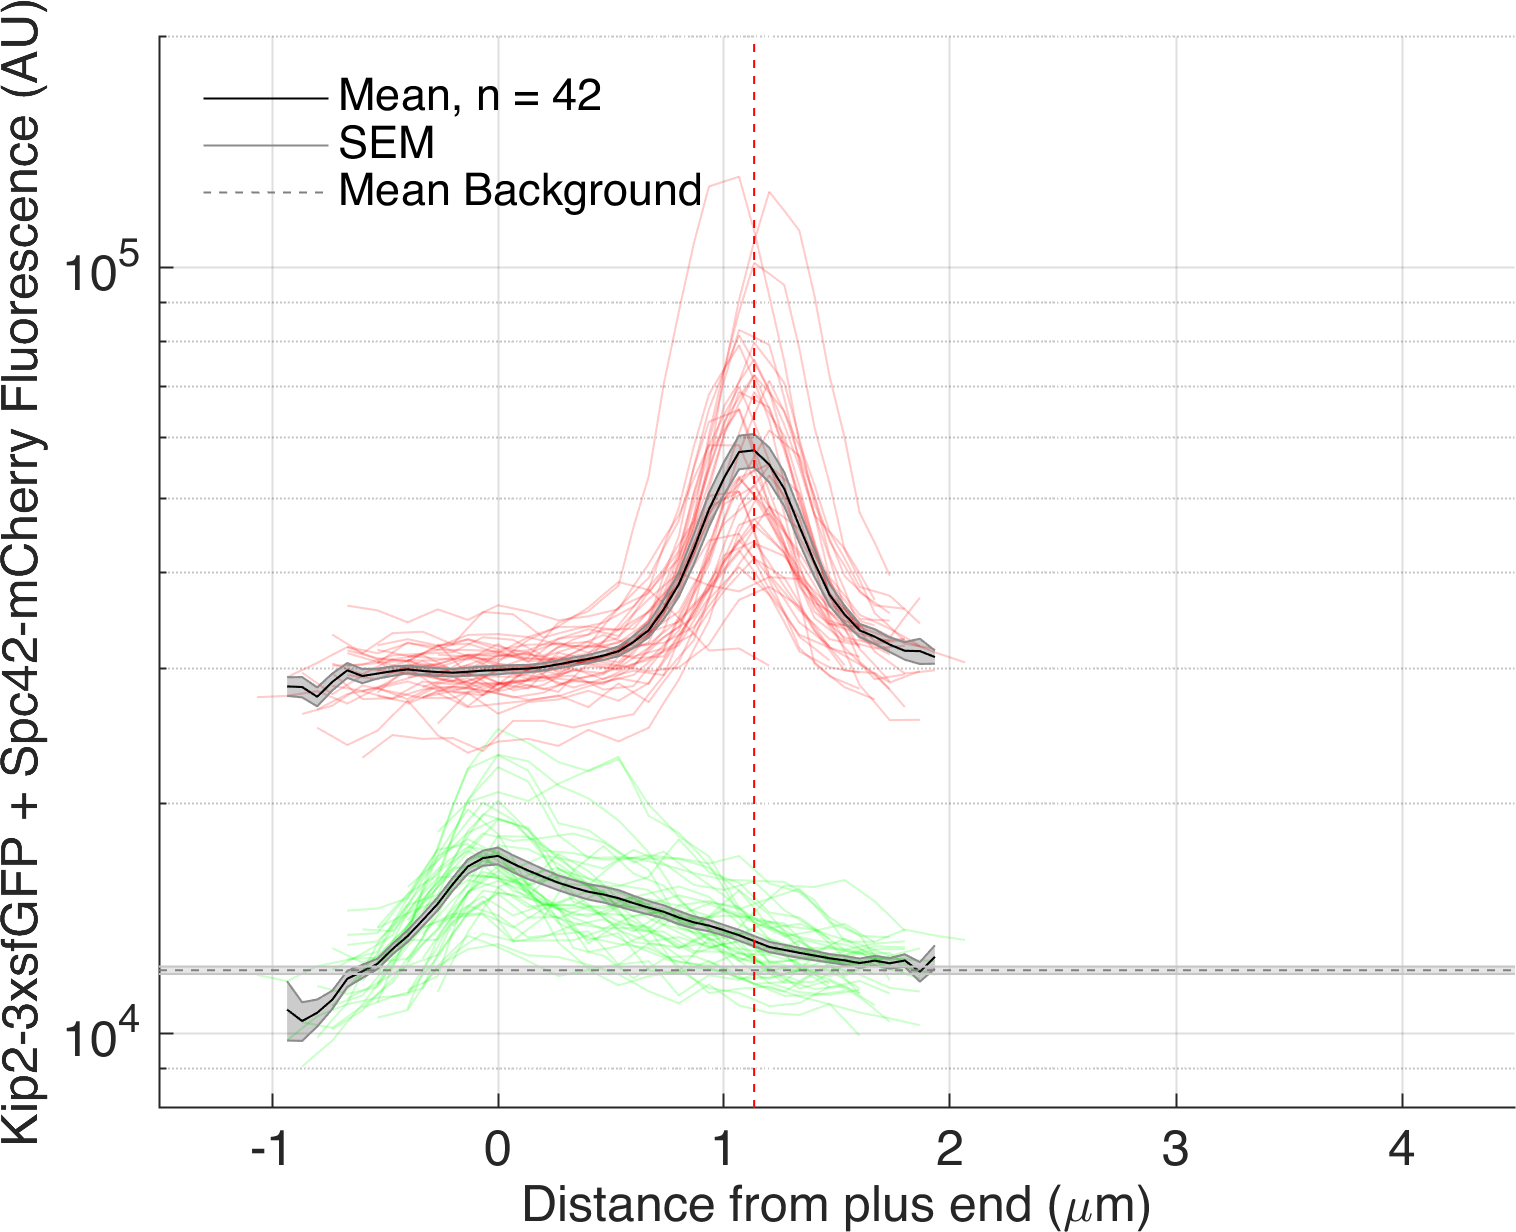 Kip2-3xsfGFP + Spc42-mCherry Fluorescence (AU)
Mean, n = 42
SEM
Mean Background
10^5
10^4
-1 0 1 2 3 4
Distance from plus end (μm)